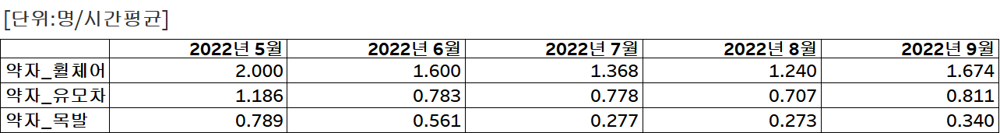 [단위:명/시간평균]
2022년 5월 2022년 6월 2022년 7월 2022년 8월 2022년 9월
약자_휠체어 2.000 1.600 1.368 1.240 1.674
약자_유모차 1.186 0.783 0.778 0.707 0.811
약자_목발 0.789 0.561 0.277 0.273 0.340